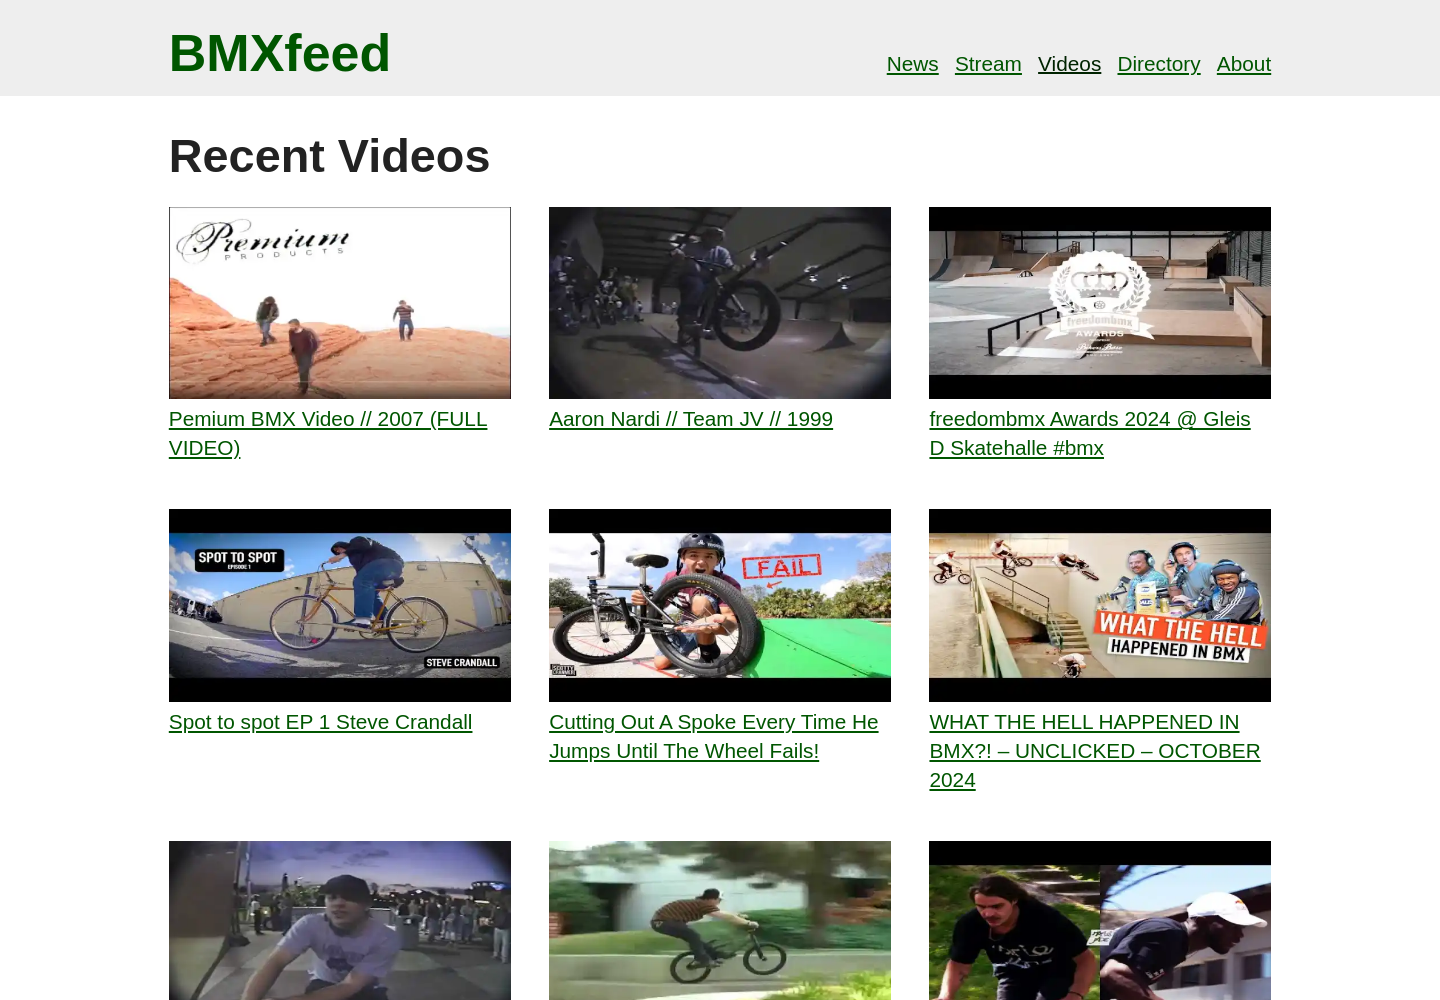 BMXfeed
News Stream Videos Directory About
Recent Videos
Premium
PRODUCTS
freedombmx
AWARDS
Pemium BMX Video // 2007 (FULL
VIDEO)
Aaron Nardi // Team JV // 1999
freedombmx Awards 2024 @ Gleis
D Skatehalle #bmx
SPOT TO SPOT
EPISODE 1
STEVE CRANDALL
FAIL
WHAT THE HELL
HAPPENED IN BMX
Spot to spot EP 1 Steve Crandall
Cutting Out A Spoke Every Time He
Jumps Until The Wheel Fails!
WHAT THE HELL HAPPENED IN
BMX?! – UNCLICKED – OCTOBER
2024